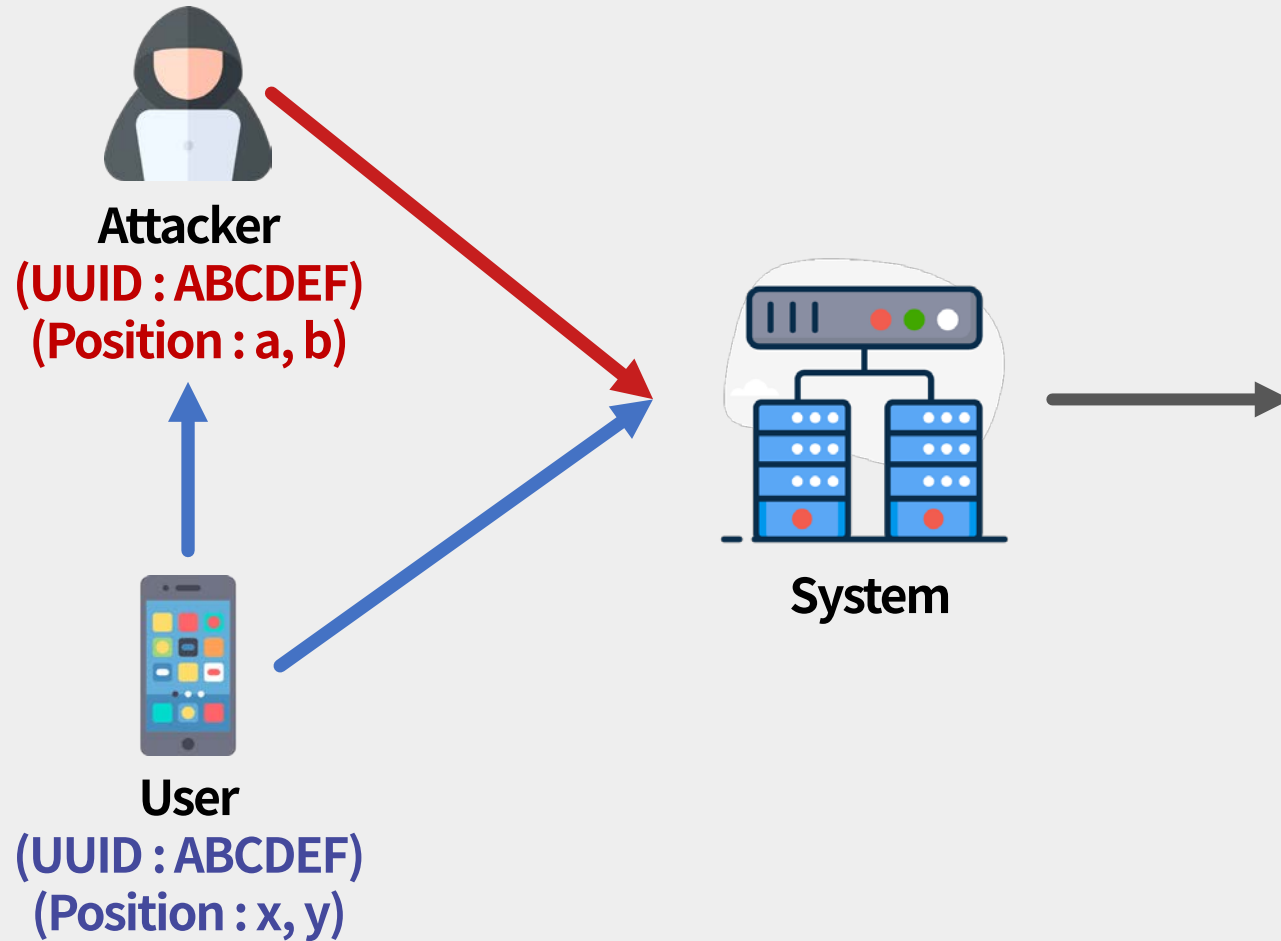 Attacker
(UUID : ABCDEF)
(Position : a, b)
System
User
(UUID : ABCDEF)
(Position : x, y)